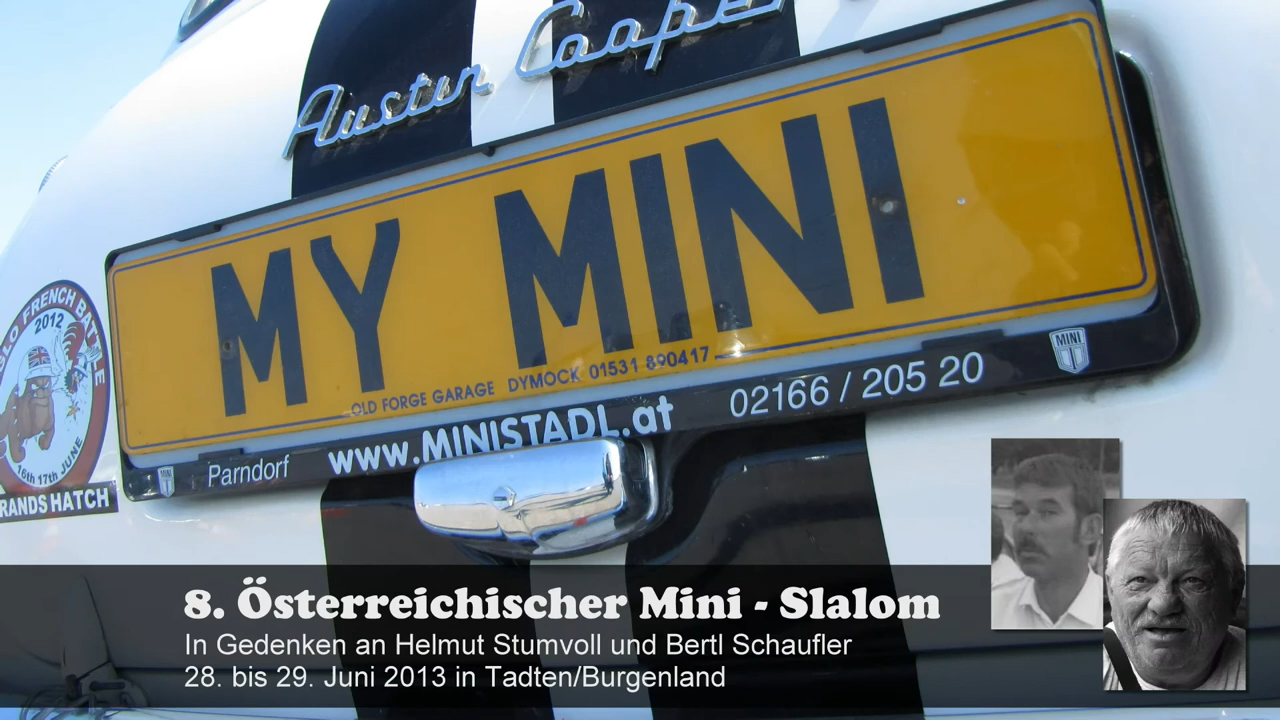 Austin Cooper
MY MINI
OLD FORGE GARAGE DYMOCK 01531 890417
Parndorf www.MINISTADL.at 02166 / 205 20 MINI
FRENCH BATTLE
2012
16th 17th JUNE
RANDS HATCH
8. Österreichischer Mini - Slalom
In Gedenken an Helmut Stumvoll und Bertl Schaufler
28. bis 29. Juni 2013 in Tadten/Burgenland